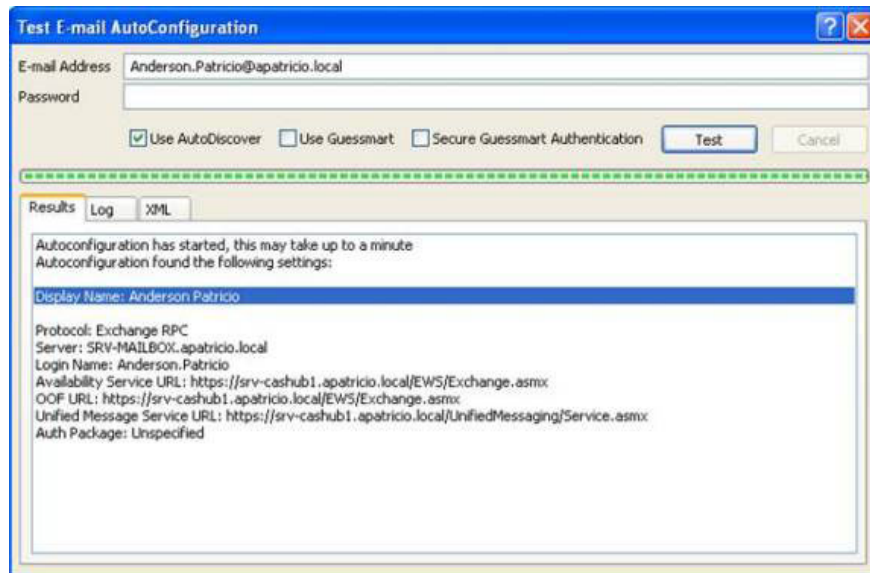 Test E-mail AutoConfiguration
E-mail Address Anderson.Patricio@apatricio.local
Password
Use AutoDiscover Use Guessmart Secure Guessmart Authentication Test Cancel
Results Log XML
Autoconfiguration has started, this may take up to a minute
Autoconfiguration found the following settings:
Display Name: Anderson Patricio
Protocol: Exchange RPC
Server: SRV-MAILBOX.apatricio.local
Login Name: Anderson.Patricio
Availability Service URL: https://srv-cashub1.apatricio.local/EWS/Exchange.asmx
OOF URL: https://srv-cashub1.apatricio.local/EWS/Exchange.asmx
Unified Message Service URL: https://srv-cashub1.apatricio.local/UnifiedMessaging/Service.asmx
Auth Package: Unspecified